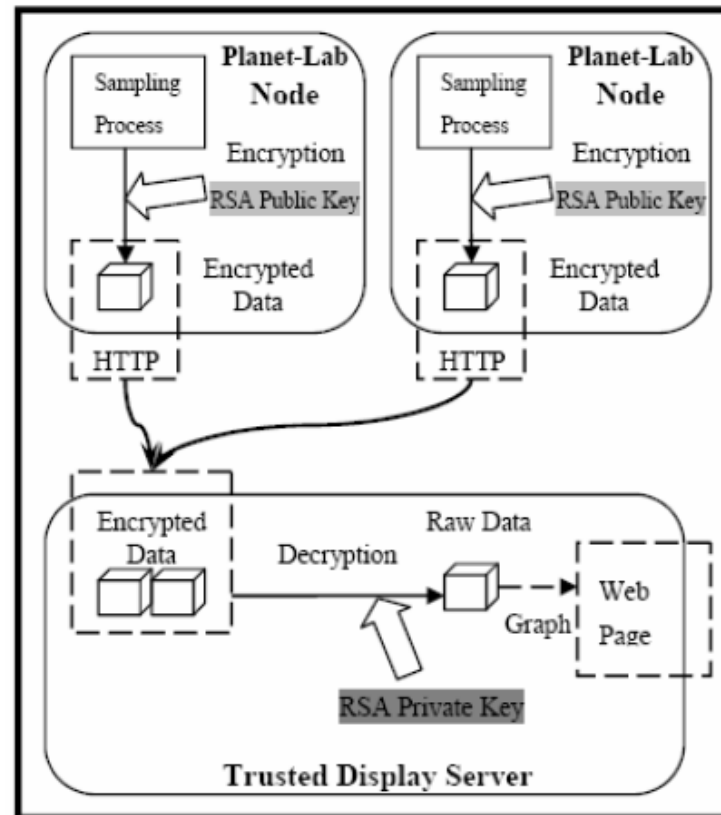 Planet-Lab
Node
Sampling
Process
Encryption
RSA Public Key
Encrypted
Data
HTTP
Planet-Lab
Node
Sampling
Process
Encryption
RSA Public Key
Encrypted
Data
HTTP
Encrypted
Data
Decryption
Raw Data
Graph
Web
Page
RSA Private Key
Trusted Display Server